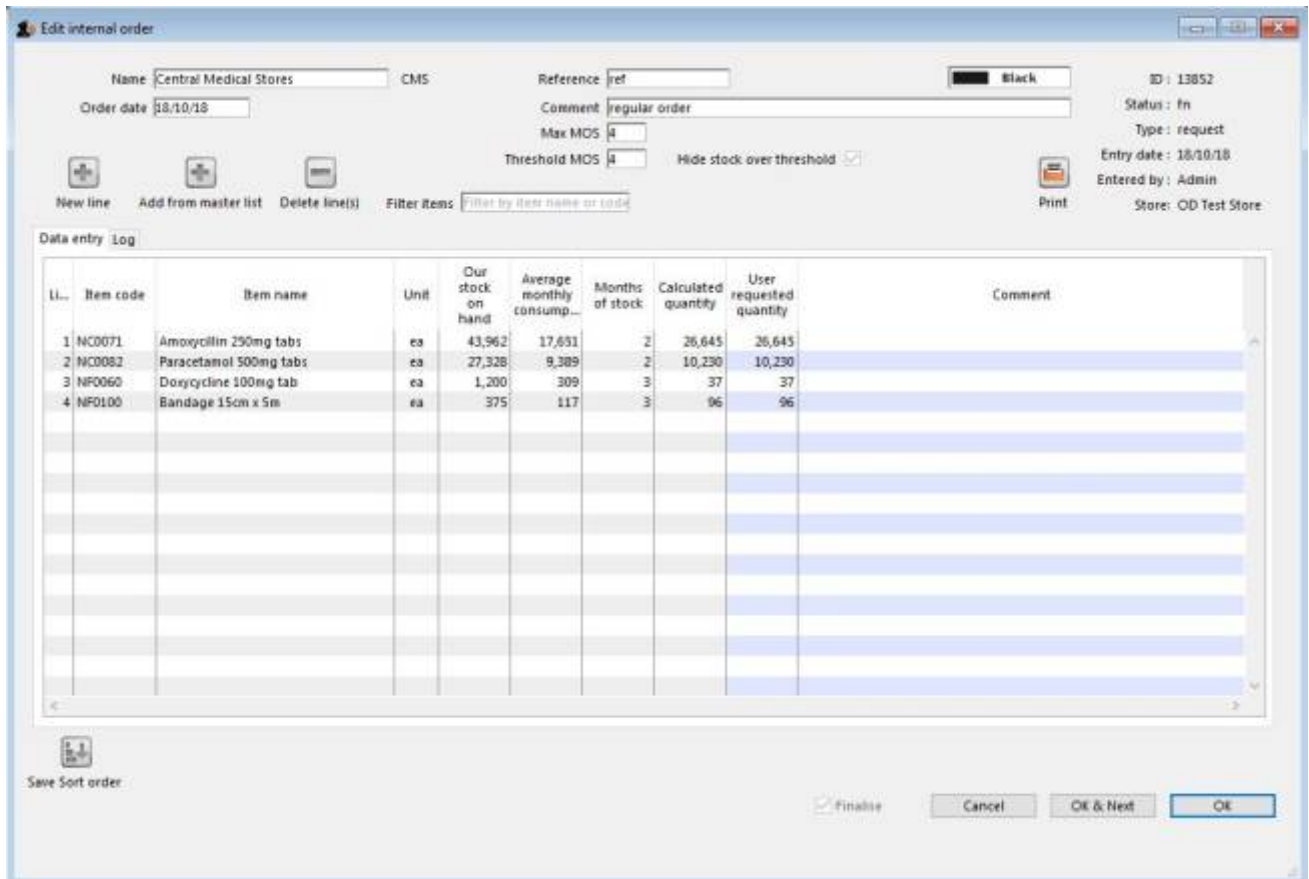 Edit internal order
Name Central Medical Stores CMS Reference ref Black ID : 13852
Order date 18/10/18 Comment regular order Status : fn
Max MOS 4 Type : request
Threshold MOS 4 Hide stock over threshold Entry date : 18/10/18
Entered by : Admin
New line Add from master list Delete line(s) Filter items Filter by item name or code Print Store: OD Test Store
Data entry Log
Li... Item code Item name Unit Our stock on hand Average monthly consump... Months of stock Calculated quantity User requested quantity Comment
1 NC0071 Amoxycillin 250mg tabs ea 43,962 17,651 2 26,645 26,645
2 NC0082 Paracetamol 500mg tabs ea 27,328 9,389 2 10,230 10,230
3 NF0060 Doxycycline 100mg tab ea 1,200 309 3 37 37
4 NF0100 Bandage 15cm x 5m ea 375 117 3 96 96
Save Sort order
Finalise Cancel OK & Next OK